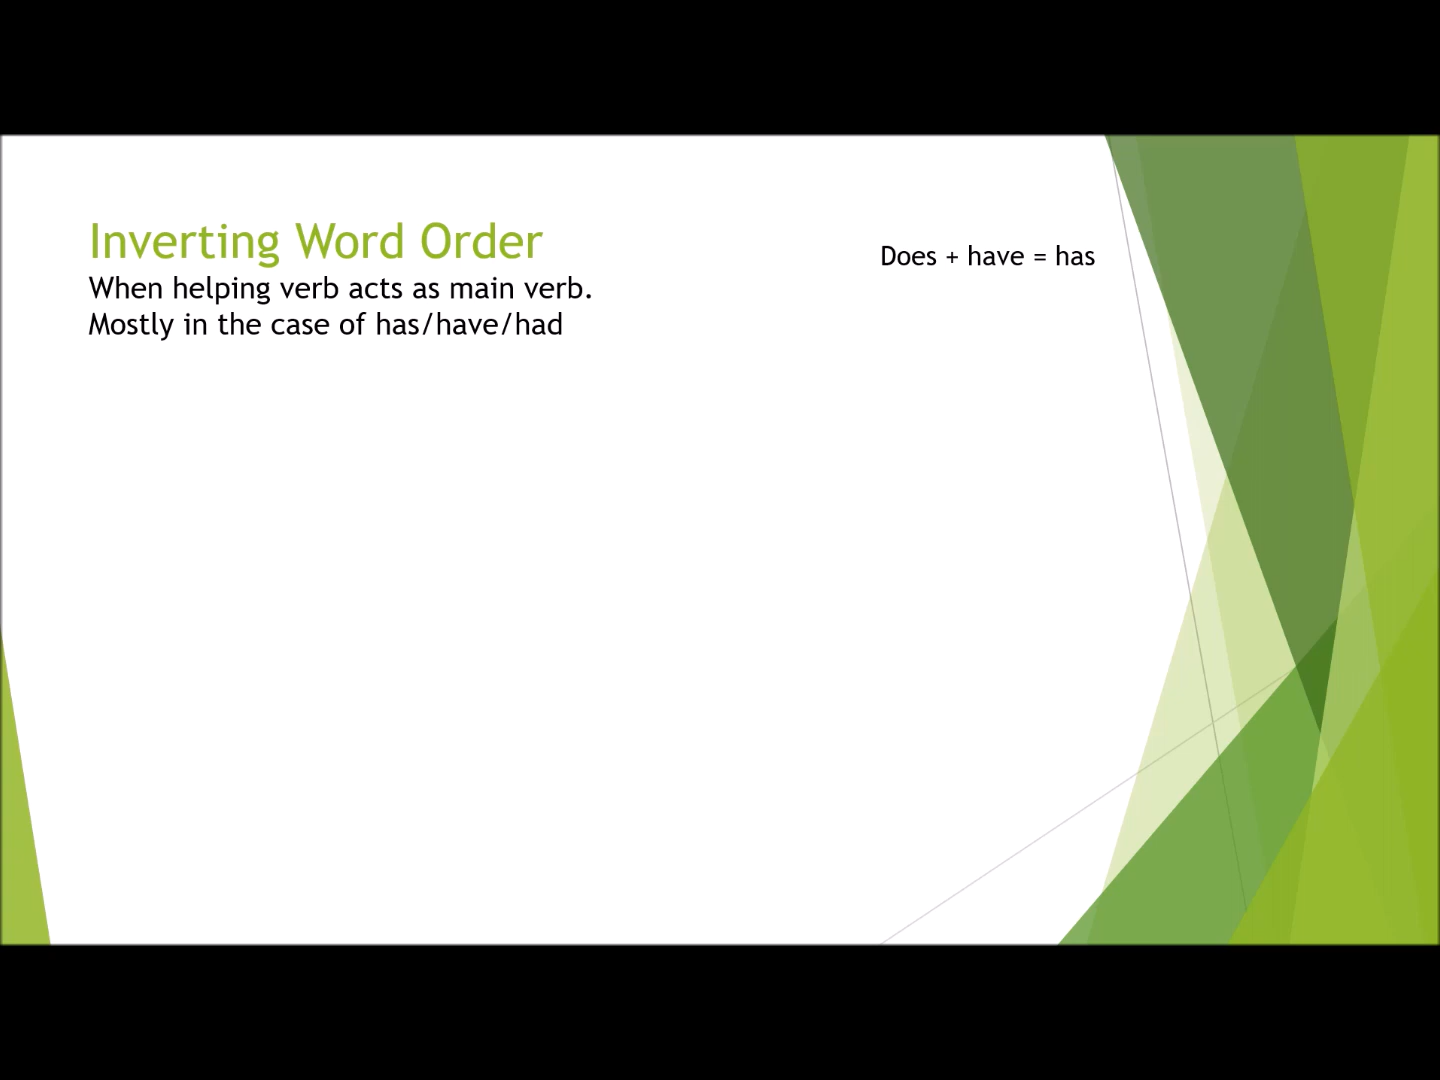 Inverting Word Order
When helping verb acts as main verb.
Mostly in the case of has/have/had
Does + have = has